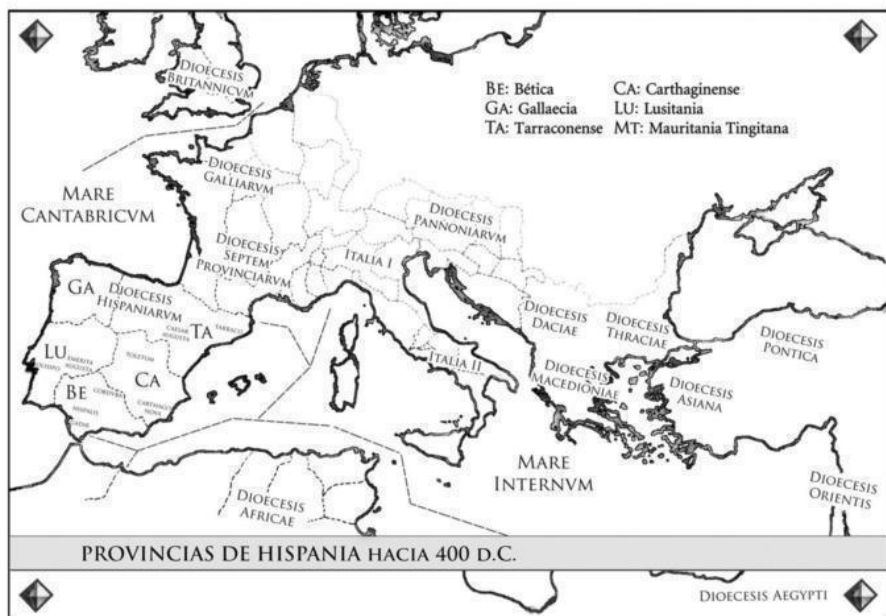 DIOECESIS
BRITANNICVM
BE: Bética
CA: Carthaginense
GA: Gallaecia
LU: Lusitania
TA: Tarraconense
MT: Mauritania Tingitana
DIOECESIS
GALLIARVM
MARE
CANTABRICVM
DIOECESIS
PANNONIARVM
DIOECESIS
SEPTEM
PROVINCIARVM
ITALIA I
GA
DIOECESIS
HISPANIARVM
TA
CAESAR
AUGUSTA
TARRACO
DIOECESIS
DACIAE
DIOECESIS
THRACIAE
DIOECESIS
PONTICA
LU
EMERITA
AUGUSTA
TOLETUM
CA
ITALIA II
DIOECESIS
MACEDONIAE
DIOECESIS
ASIANA
BE
CORDUBA
HISPALIS
CARTHAGO
NOVA
MARE
INTERNVM
DIOECESIS
AFRICAE
DIOECESIS
ORIENTIS
PROVINCIAS DE HISPANIA HACIA 400 D.C.
DIOECESIS AEGYPTI